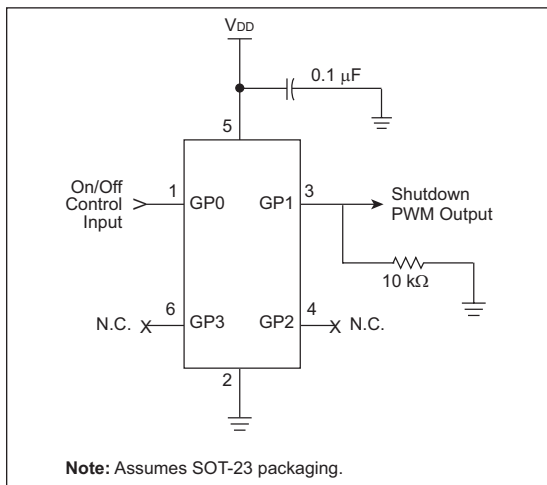 VDD
0.1 μF
5
On/Off
Control
Input
1
GP0
GP1
3
Shutdown
PWM Output
10 kΩ
N.C.
X
6
GP3
GP2
4
X
N.C.
2
Note: Assumes SOT-23 packaging.